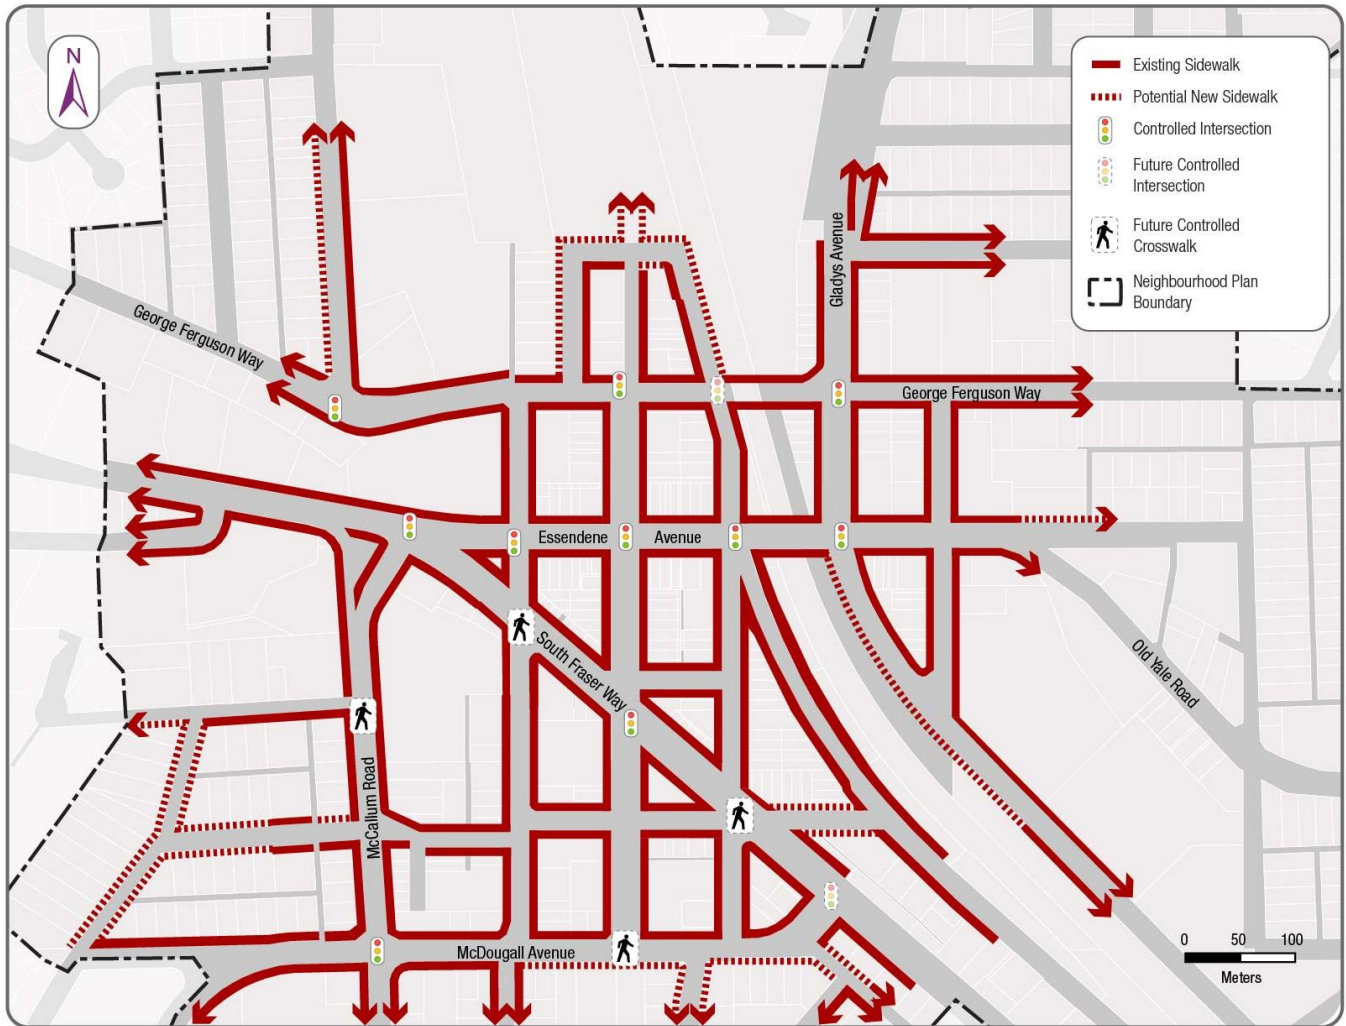 N
Existing Sidewalk
Potential New Sidewalk
Controlled Intersection
Future Controlled
Intersection
Future Controlled
Crosswalk
Neighbourhood Plan
Boundary
Gladys Avenue
George Ferguson Way
George Ferguson Way
Essendene Avenue
South Fraser Way
Old Yale Road
McCallum Road
McDougall Avenue
0 50 100
Meters